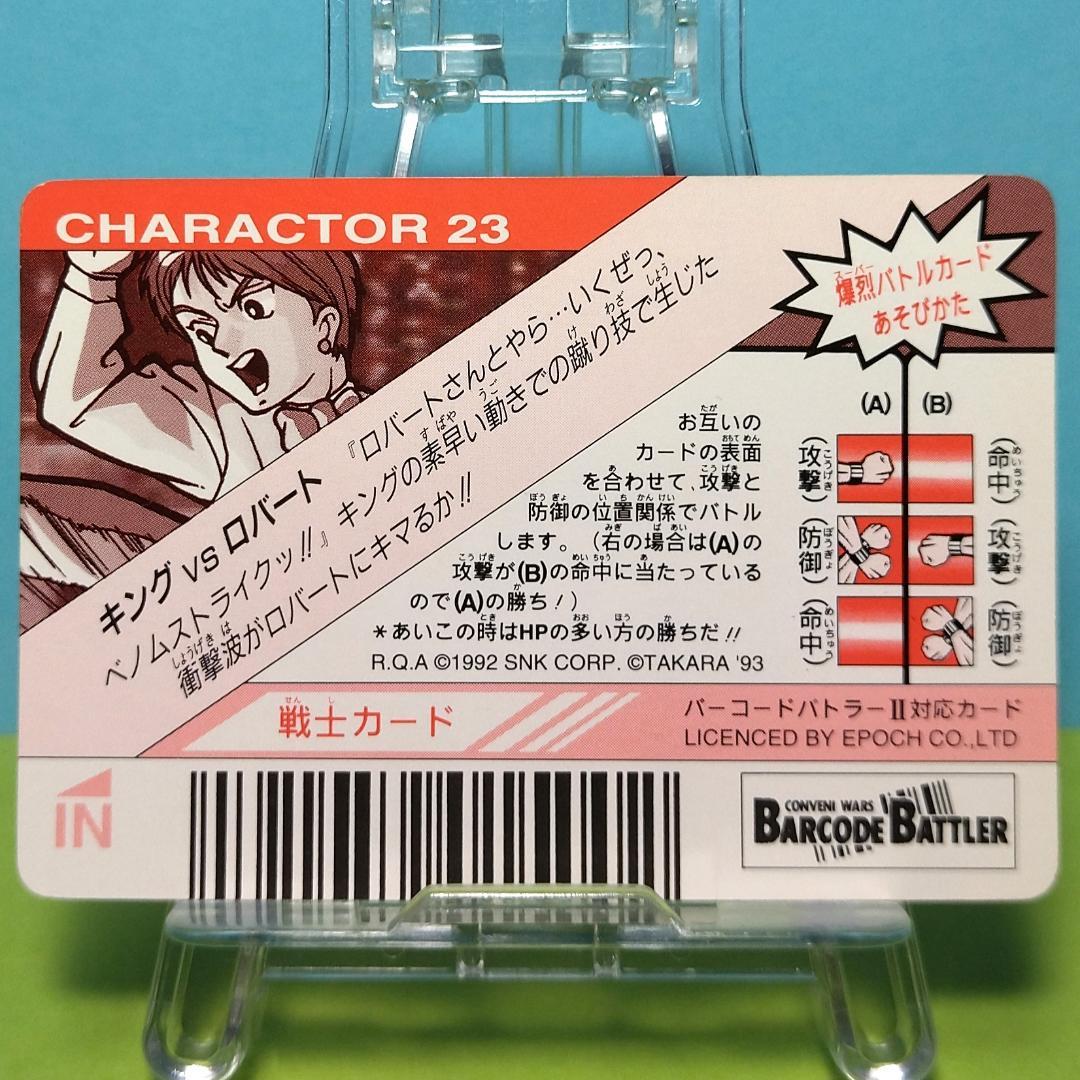 CHARACTOR 23
キング vs ロバート 『ロバートさんとやら…いくぜっ、
ベノムストライクッ!!』 キングの素早い動きでの蹴り技で生じた
衝撃波がロバートにキマるか!!
爆烈バトルカード
あそびかた
お互いの
カードの表面
を合わせて、攻撃と
防御の位置関係でバトル
します。(右の場合は(A)の
攻撃が(B)の命中に当たっている
ので(A)の勝ち!)
*あいこの時はHPの多い方の勝ちだ!!
R.Q.A ©1992 SNK CORP. ©TAKARA '93
(A) (B)
(攻撃) (命中)
(防御) (攻撃)
(命中) (防御)
戦士カード
バーコードバトラーII対応カード
LICENCED BY EPOCH CO.,LTD
IN
CONVENI WARS
BARCODE BATTLER